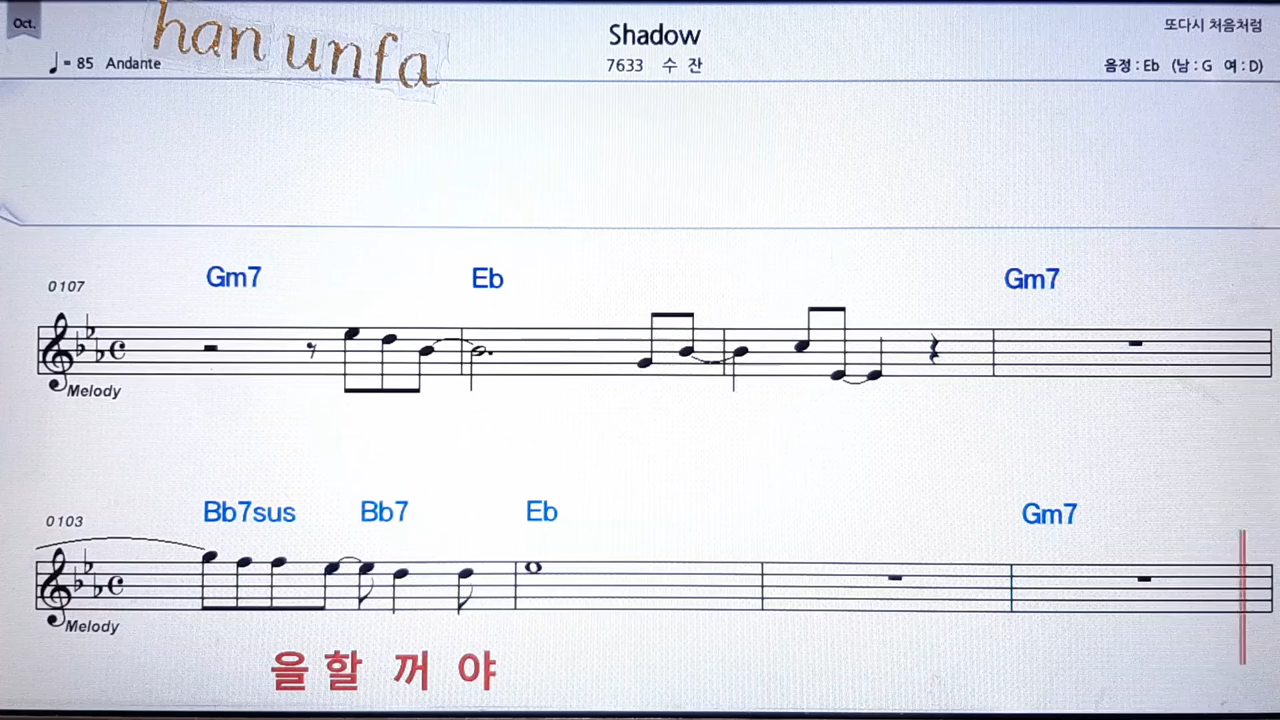 Oct.
han unfa
Shadow
또다시 처음처럼
♩= 85 Andante
7633 수 잔
음정 : Eb (남 : G 여 : D)
Gm7 Eb Gm7
0107
Melody
Bb7sus Bb7 Eb Gm7
0103
Melody
을 할 꺼 야